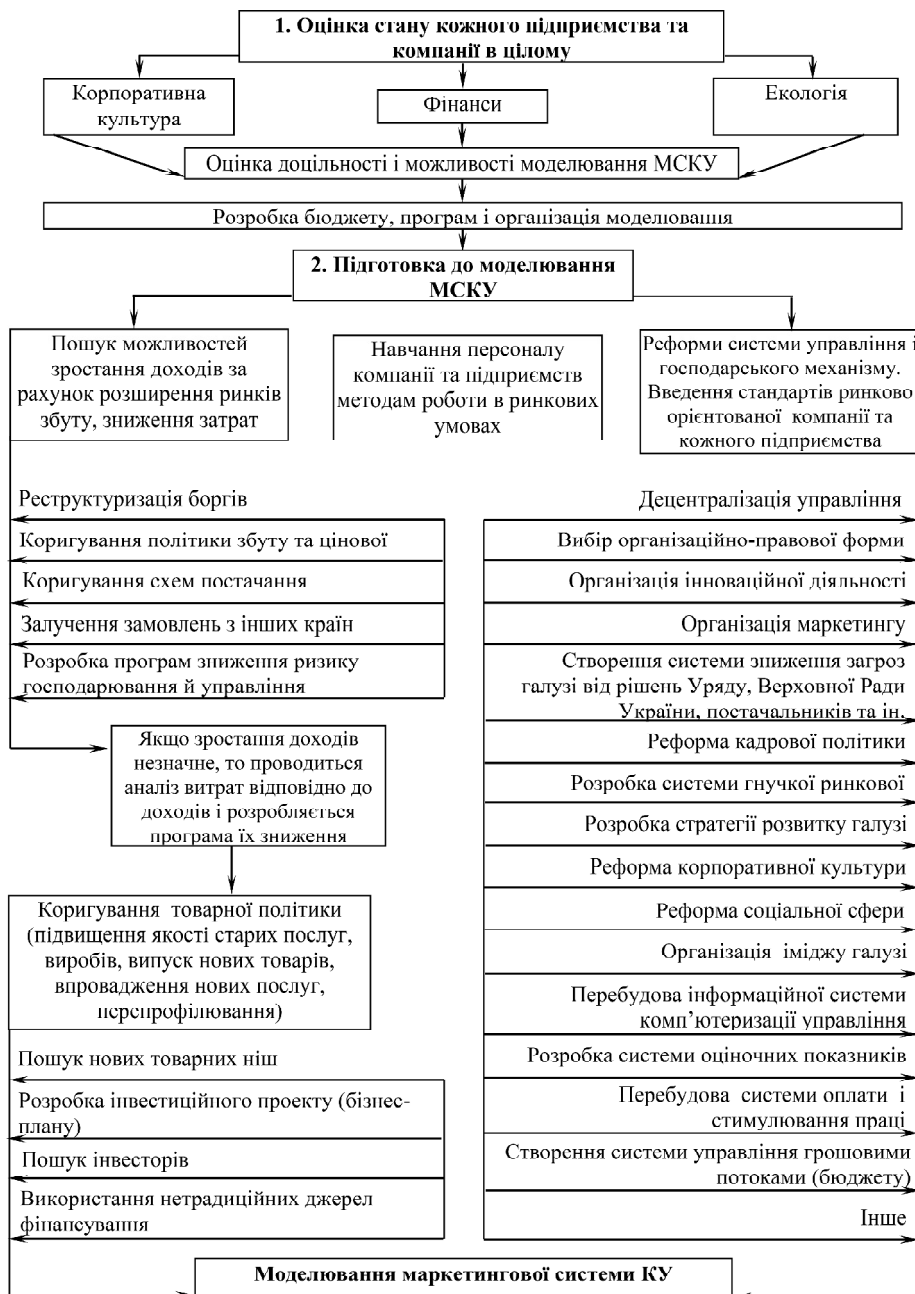 1. Оцінка стану кожного підприємства та
компанії в цілому
Корпоративна
культура
Фінанси
Екологія
Оцінка доцільності і можливості моделювання МСКУ
Розробка бюджету, програм і організація моделювання
2. Підготовка до моделювання
МСКУ
Пошук можливостей
зростання доходів за
рахунок розширення ринків
збуту, зниження затрат
Навчання персоналу
компанії та підприємств
методам роботи в ринкових
умовах
Реформи системи управління і
господарського механізму.
Введення стандартів ринково
орієнтованої компанії та
кожного підприємства
Реструктуризація боргів
Коригування політики збуту та цінової
Коригування схем постачання
Залучення замовлень з інших країн
Розробка програм зниження ризику
господарювання й управління
Якщо зростання доходів
незначне, то проводиться
аналіз витрат відповідно до
доходів і розробляється
програма їх зниження
Коригування товарної політики
(підвищення якості старих послуг,
виробів, випуск нових товарів,
впровадження нових послуг,
перепрофілювання)
Пошук нових товарних ніш
Розробка інвестиційного проекту (бізнес-
плану)
Пошук інвесторів
Використання нетрадиційних джерел
фінансування
Децентралізація управління
Вибір організаційно-правової форми
Організація інноваційної діяльності
Організація маркетингу
Створення системи зниження загроз
галузі від рішень Уряду, Верховної Ради
України, постачальників та ін.
Реформа кадрової політики
Розробка системи гнучкої ринкової
Розробка стратегії розвитку галузі
Реформа корпоративної культури
Реформа соціальної сфери
Організація іміджу галузі
Перебудова інформаційної системи
комп’ютеризації управління
Розробка системи оціночних показників
Перебудова системи оплати і
стимулювання праці
Створення системи управління грошовими
потоками (бюджету)
Інше
Моделювання маркетингової системи КУ